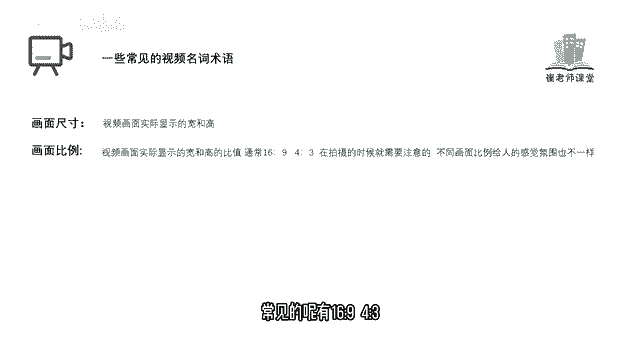 一些常见的视频名词术语
崔老师课堂
画面尺寸： 视频画面实际显示的宽和高
画面比例: 视频画面实际显示的宽和高的比值 通常16：9 4：3 在拍摄的时候就需要注意的 不同画面比例给人的感觉氛围也不一样
常见的呢有16:9 4:3